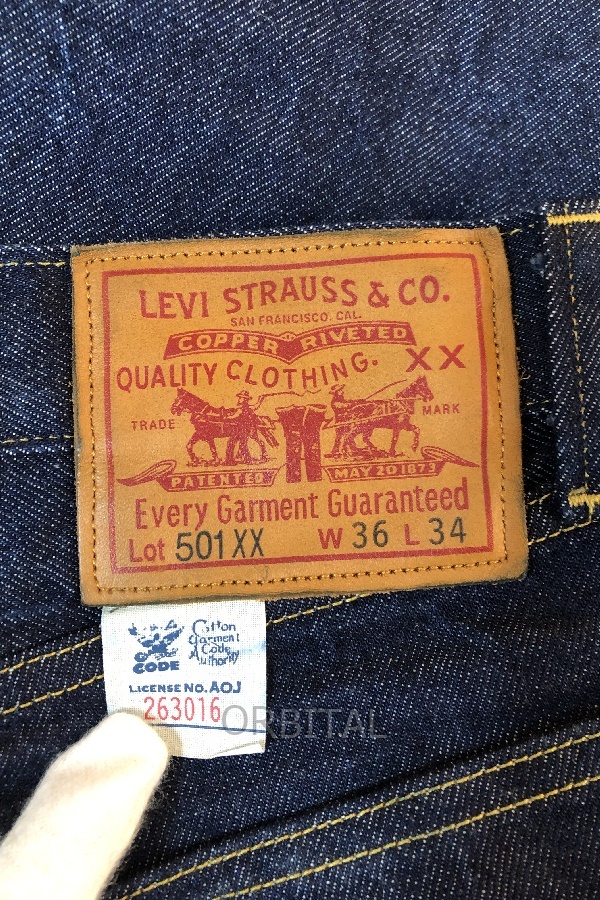 LEVI STRAUSS & CO.
SAN FRANCISCO. CAL.
COPPER RIVETED
QUALITY CLOTHING. XX
TRADE MARK
PATENTED MAY 20 1873
Every Garment Guaranteed
Lot 501XX W 36 L 34
Cotton
Garment
Code
Authority
CODE
LICENSE NO. AOJ
263016
ORBITAL